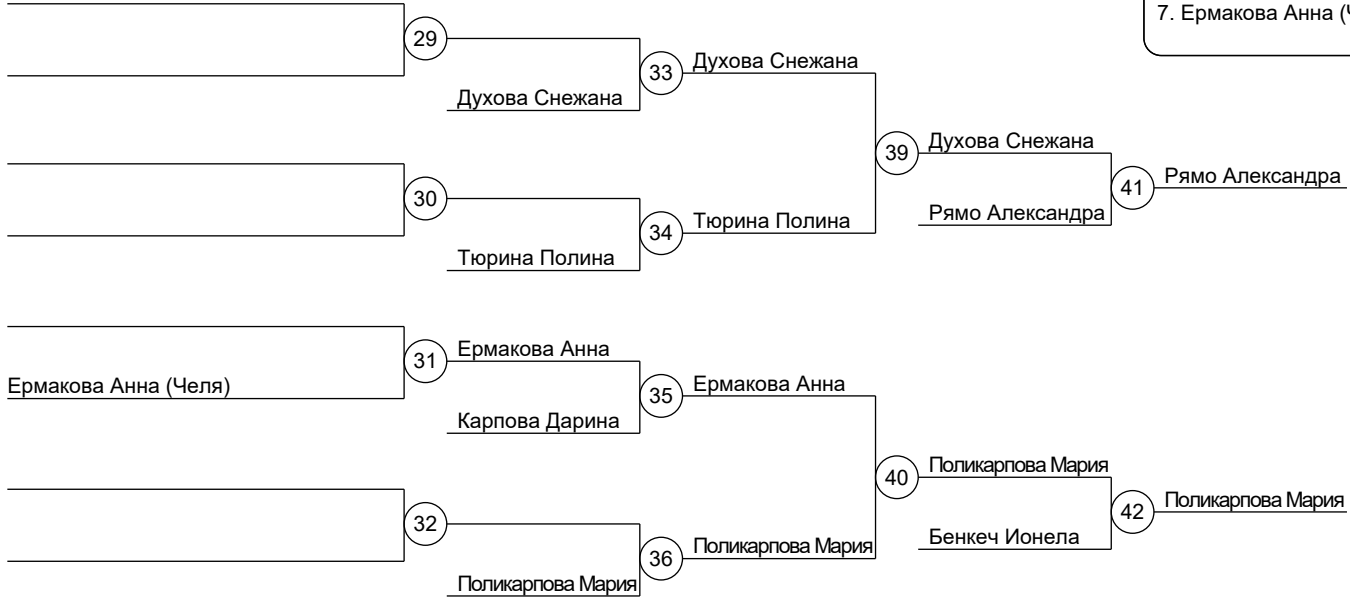 7. Ермакова Анна (Ч
29
33
Духова Снежана
Духова Снежана
39
Духова Снежана
30
41
Рямо Александра
Рямо Александра
34
Тюрина Полина
Тюрина Полина
31
Ермакова Анна
Ермакова Анна (Челя)
35
Ермакова Анна
Карпова Дарина
40
Поликарпова Мария
32
42
Поликарпова Мария
Бенкеч Ионела
36
Поликарпова Мария
Поликарпова Мария